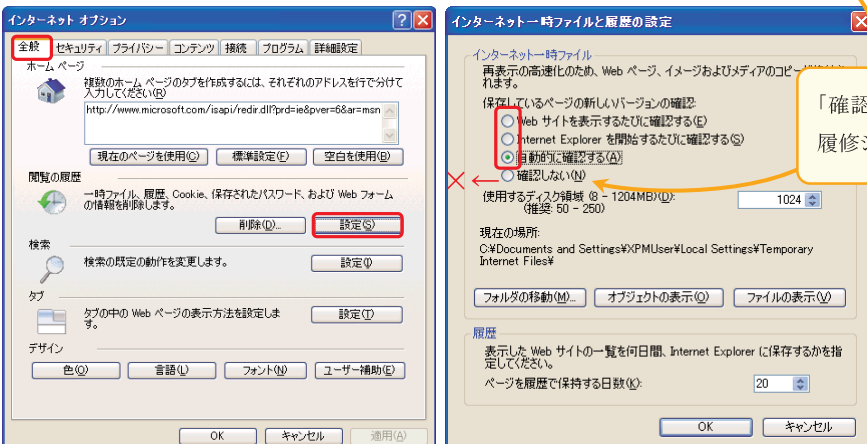 インターネット オプション
全般 セキュリティ プライバシー コンテンツ 接続 プログラム 詳細設定
ホーム ページ
複数のホーム ページのタブを作成するには、それぞれのアドレスを行で分けて
入力してください(R)
http://www.microsoft.com/isapi/redir.dll?prd=ie&pver=6&ar=msn
現在のページを使用(C) 標準設定(F) 空白を使用(B)
閲覧の履歴
一時ファイル、履歴、Cookie、保存されたパスワード、および Web フォーム
の情報を削除します。
削除(D)... 設定(S)
検索
検索の既定の動作を変更します。
設定(I)
タブ
タブの中の Web ページの表示方法を設定しま
す。
設定(T)
デザイン
色(O) 言語(L) フォント(N) ユーザー補助(E)
OK キャンセル 適用(A)
インターネット一時ファイルと履歴の設定
インターネット一時ファイル
再表示の高速化のため、Web ページ、イメージおよびメディアのコピー
れます。
保存しているページの新しいバージョンの確認:
Web サイトを表示するたびに確認する(E)
Internet Explorer を開始するたびに確認する(S)
自動的に確認する(A)
確認しない(N)
「確認
履修
使用するディスク領域 (8 - 1204MB)(D):
(推奨: 50 - 250)
1024
現在の場所:
C:¥Documents and Settings¥XPMUser¥Local Settings¥Temporary
Internet Files¥
フォルダの移動(M)... オブジェクトの表示(O) ファイルの表示(V)
履歴
表示した Web サイトの一覧を何日間、Internet Explorer に保存するかを指
定してください。
ページを履歴で保持する日数(K):
20
OK キャンセル